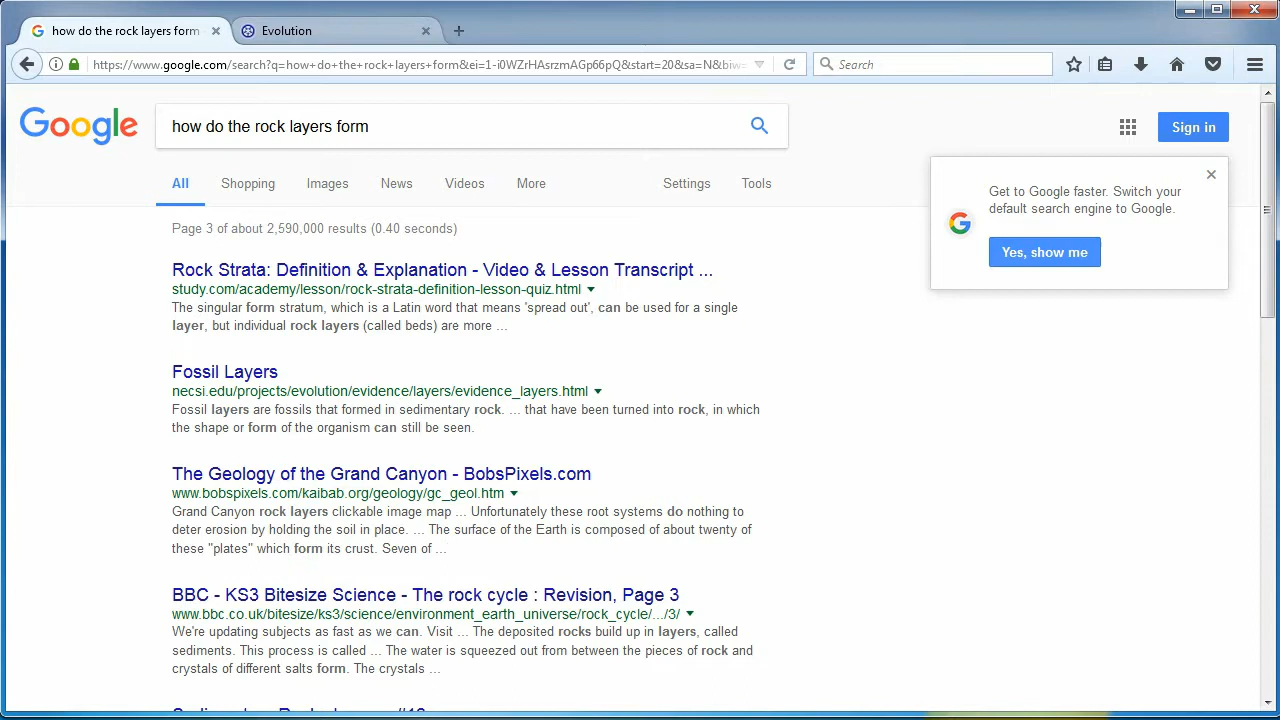 how do the rock layers form
Evolution
https://www.google.com/search?q=how+do+the+rock+layers+form&ei=1-i0WZrHAsrzmAGp66pQ&start=20&sa=N&biw=
Search
Google
how do the rock layers form
Sign in
All
Shopping
Images
News
Videos
More
Settings
Tools
Get to Google faster. Switch your
default search engine to Google.
Yes, show me
Page 3 of about 2,590,000 results (0.40 seconds)
Rock Strata: Definition & Explanation - Video & Lesson Transcript ...
study.com/academy/lesson/rock-strata-definition-lesson-quiz.html
The singular form stratum, which is a Latin word that means 'spread out', can be used for a single
layer, but individual rock layers (called beds) are more ...
Fossil Layers
necsi.edu/projects/evolution/evidence/layers/evidence_layers.html
Fossil layers are fossils that formed in sedimentary rock. ... that have been turned into rock, in which
the shape or form of the organism can still be seen.
The Geology of the Grand Canyon - BobsPixels.com
www.bobspixels.com/kaibab.org/geology/gc_geol.htm
Grand Canyon rock layers clickable image map ... Unfortunately these root systems do nothing to
deter erosion by holding the soil in place. ... The surface of the Earth is composed of about twenty of
these "plates" which form its crust. Seven of ...
BBC - KS3 Bitesize Science - The rock cycle : Revision, Page 3
www.bbc.co.uk/bitesize/ks3/science/environment_earth_universe/rock_cycle/.../3/
We're updating subjects as fast as we can. Visit ... The deposited rocks build up in layers, called
sediments. This process is called ... The water is squeezed out from between the pieces of rock and
crystals of different salts form. The crystals ...